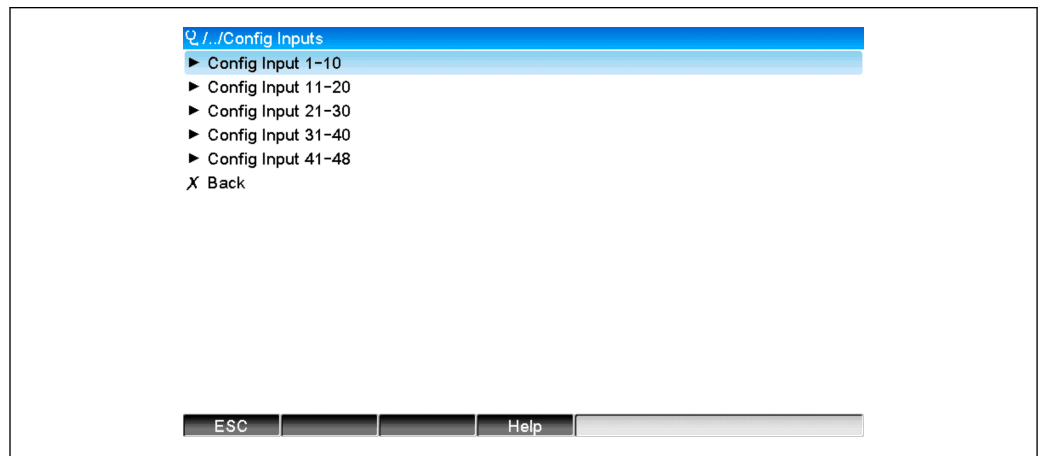 /../Config Inputs
► Config Input 1-10
► Config Input 11-20
► Config Input 21-30
► Config Input 31-40
► Config Input 41-48
X Back
ESC Help